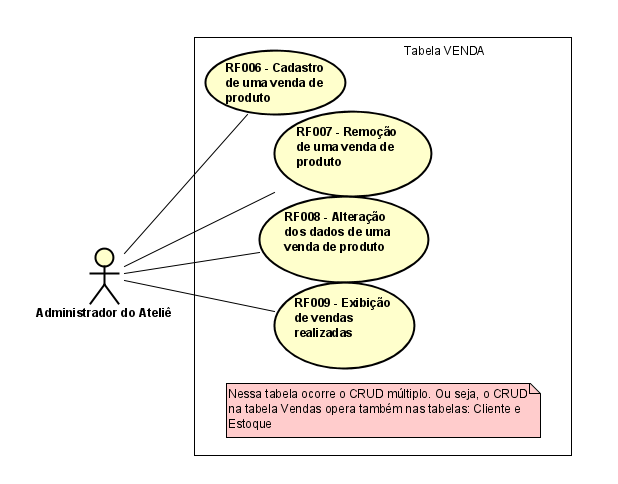 Tabela VENDA
RF006 - Cadastro
de uma venda de
produto
RF007 - Remoção
de uma venda de
produto
RF008 - Alteração
dos dados de uma
venda de produto
Administrador do Ateliê
RF009 - Exibição
de vendas
realizadas
Nessa tabela ocorre o CRUD múltiplo. Ou seja, o CRUD
na tabela Vendas opera também nas tabelas: Cliente e
Estoque